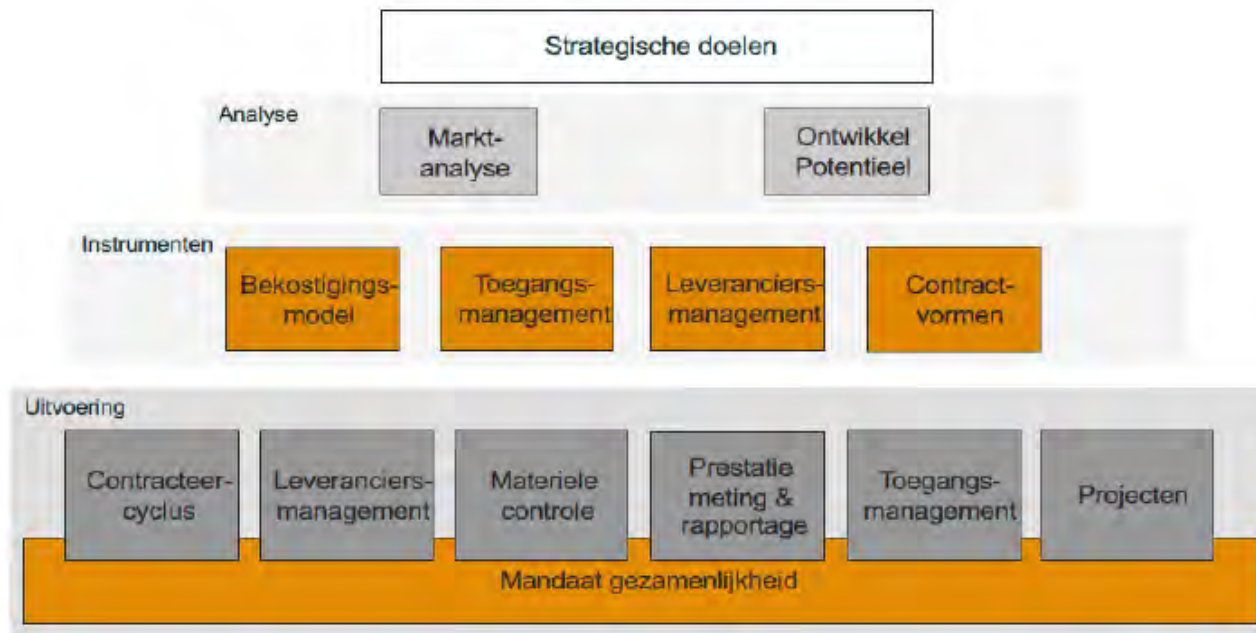 Strategische doelen
Analyse
Markt-
analyse
Ontwikkel
Potentieel
Instrumenten
Bekostigings-
model
Toegangs-
management
Leveranciers-
management
Contract-
vormen
Uitvoering
Contracteer-
cyclus
Leveranciers-
management
Materiele
controle
Prestatie
meting &
rapportage
Toegangs-
management
Projecten
Mandaat gezamenlijkheid